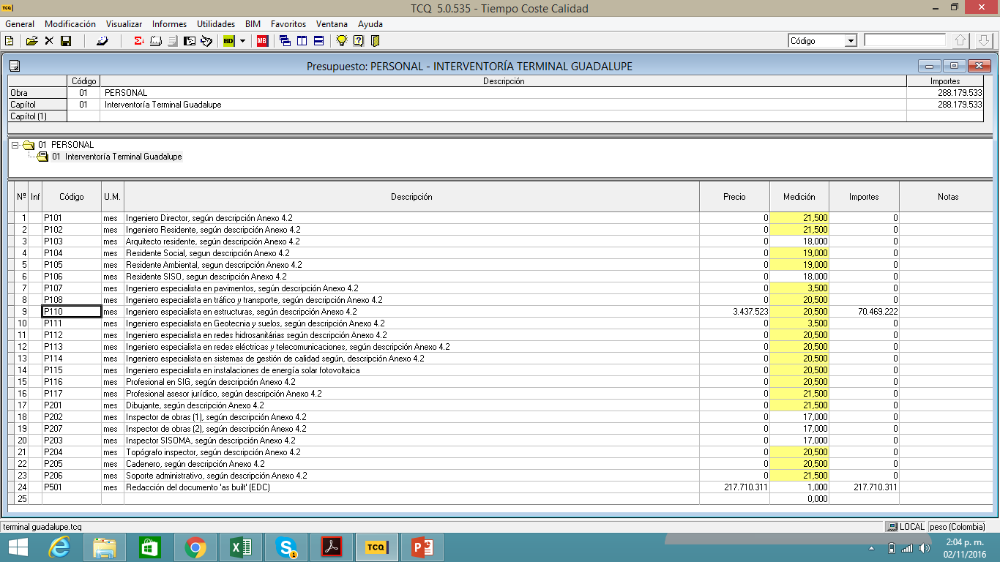 TCQ TCQ 5.0.535 - Tiempo Coste Calidad
General Modificación Visualizar Informes Utilidades BIM Favoritos Ventana Ayuda
BD MB Código
Presupuesto: PERSONAL - INTERVENTORÍA TERMINAL GUADALUPE
Código Descripción Importes
Obra 01 PERSONAL 288.179.533
Capítol 01 Interventoría Terminal Guadalupe 288.179.533
Capítol (1)
01 PERSONAL
01 Interventoría Terminal Guadalupe
Nº Inf Código U.M. Descripción Precio Medición Importes Notas
1 P101 mes Ingeniero Director, según descripción Anexo 4.2 0 21,500 0
2 P102 mes Ingeniero Residente, según descripción Anexo 4.2 0 21,500 0
3 P103 mes Arquitecto residente, según descripción Anexo 4.2 0 18,000 0
4 P104 mes Residente Social, segun descripción Anexo 4.2 0 19,000 0
5 P105 mes Residente Ambiental, segun descripción Anexo 4.2 0 19,000 0
6 P106 mes Residente SISO, segun descripción Anexo 4.2 0 18,000 0
7 P107 mes Ingeniero especialista en pavimentos, según descripción Anexo 4.2 0 3,500 0
8 P108 mes Ingeniero especialista en tráfico y transporte, según descripción Anexo 4.2 0 20,500 0
9 P110 mes Ingeniero especialista en estructuras, según descripción Anexo 4.2 3.437.523 20,500 70.469.222
10 P111 mes Ingeniero especialista en Geotecnia y suelos, según descripción Anexo 4.2 0 3,500 0
11 P112 mes Ingeniero especialista en redes hidrosanitárias según descripción Anexo 4.2 0 20,500 0
12 P113 mes Ingeniero especialista en redes eléctricas y telecomunicaciones, según descripción Anexo 4.2 0 20,500 0
13 P114 mes Ingeniero especialista en sistemas de gestión de calidad según, descripción Anexo 4.2 0 20,500 0
14 P115 mes Ingeniero especialista en instalaciones de energía solar fotovoltaica 0 20,500 0
15 P116 mes Profesional en SIG, según descripción Anexo 4.2 0 20,500 0
16 P117 mes Profesional asesor jurídico, según descripción Anexo 4.2 0 21,500 0
17 P201 mes Dibujante, según descripción Anexo 4.2 0 21,500 0
18 P202 mes Inspector de obras (1), según descripción Anexo 4.2 0 17,000 0
19 P207 mes Inspector de obras (2), según descripción Anexo 4.2 0 17,000 0
20 P203 mes Inspector SISOMA, según descripción Anexo 4.2 0 17,000 0
21 P204 mes Topógrafo inspector, según descripción Anexo 4.2 0 20,500 0
22 P205 mes Cadenero, según descripción Anexo 4.2 0 20,500 0
23 P206 mes Soporte administrativo, según descripción Anexo 4.2 0 21,500 0
24 P501 mes Redacción del documento 'as built' (EDC) 217.710.311 1,000 217.710.311
25 0,000
terminal guadalupe.tcq LOCAL peso (Colombia)
TCQ
2:04 p. m.
02/11/2016